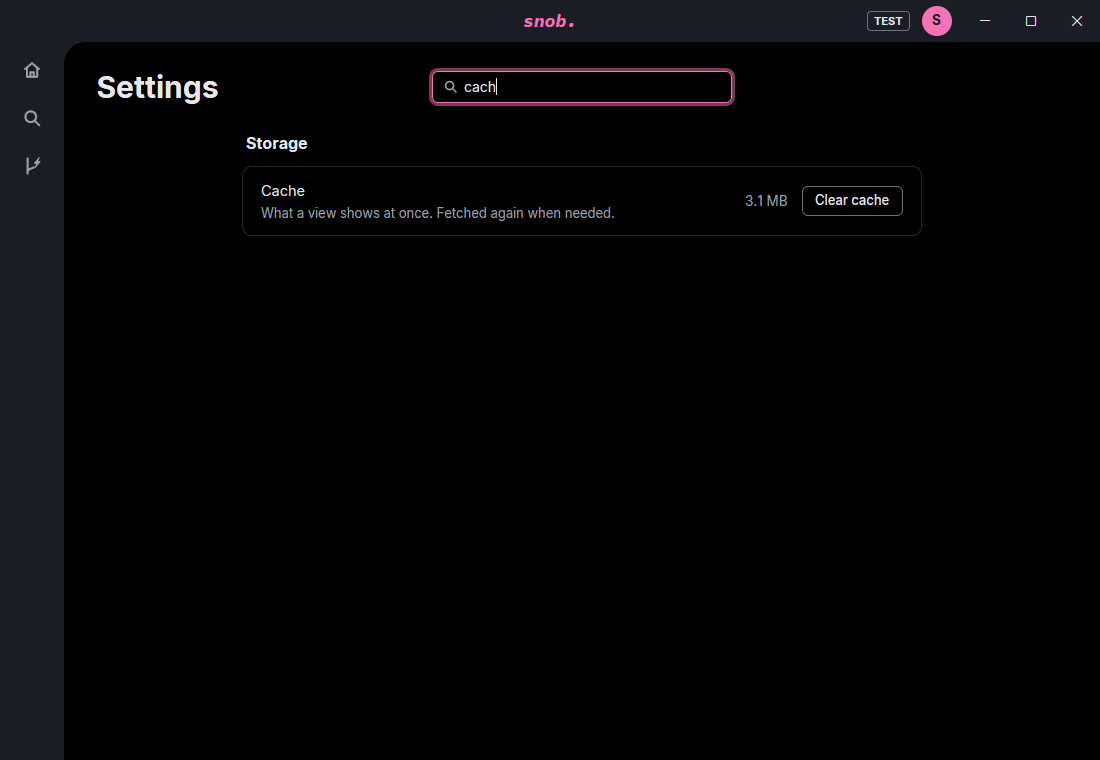 snob.
TEST
S
Settings
cach
Storage
Cache
What a view shows at once. Fetched again when needed.
3.1 MB
Clear cache